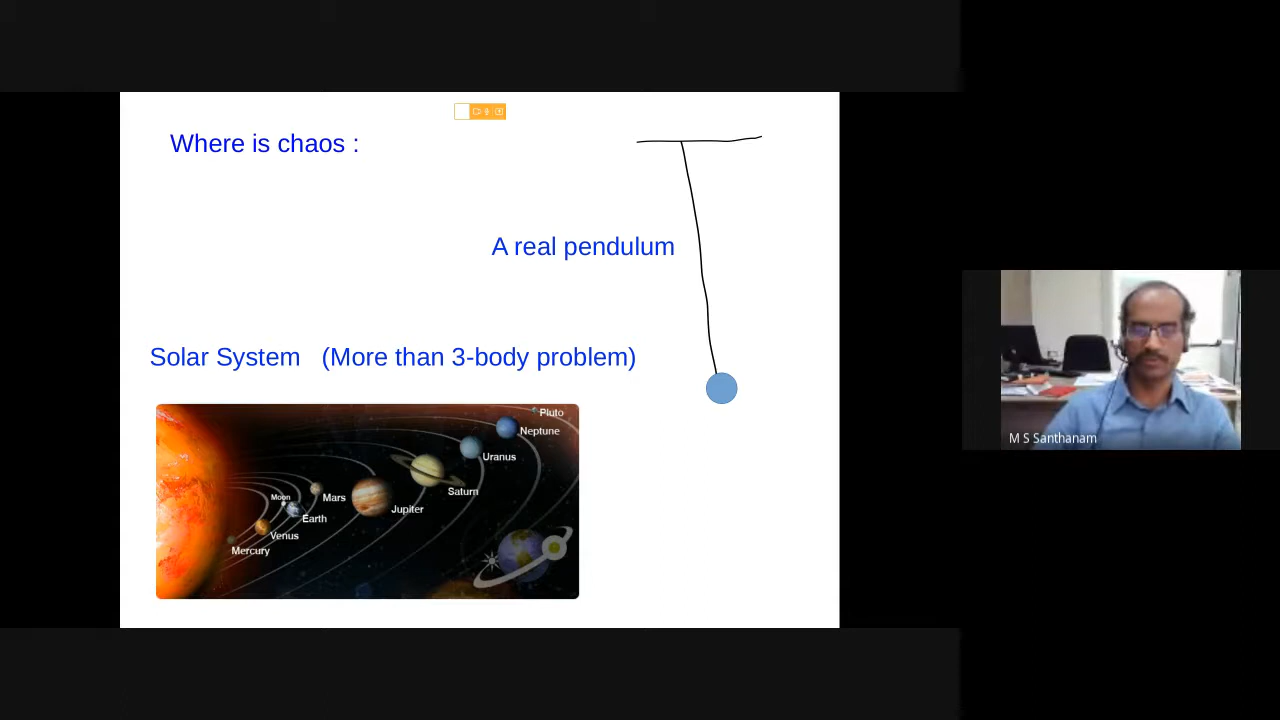 Where is chaos :
A real pendulum
Solar System (More than 3-body problem)
Pluto
Neptune
Uranus
Saturn
Jupiter
Mars
Moon
Earth
Venus
Mercury
M S Santhanam